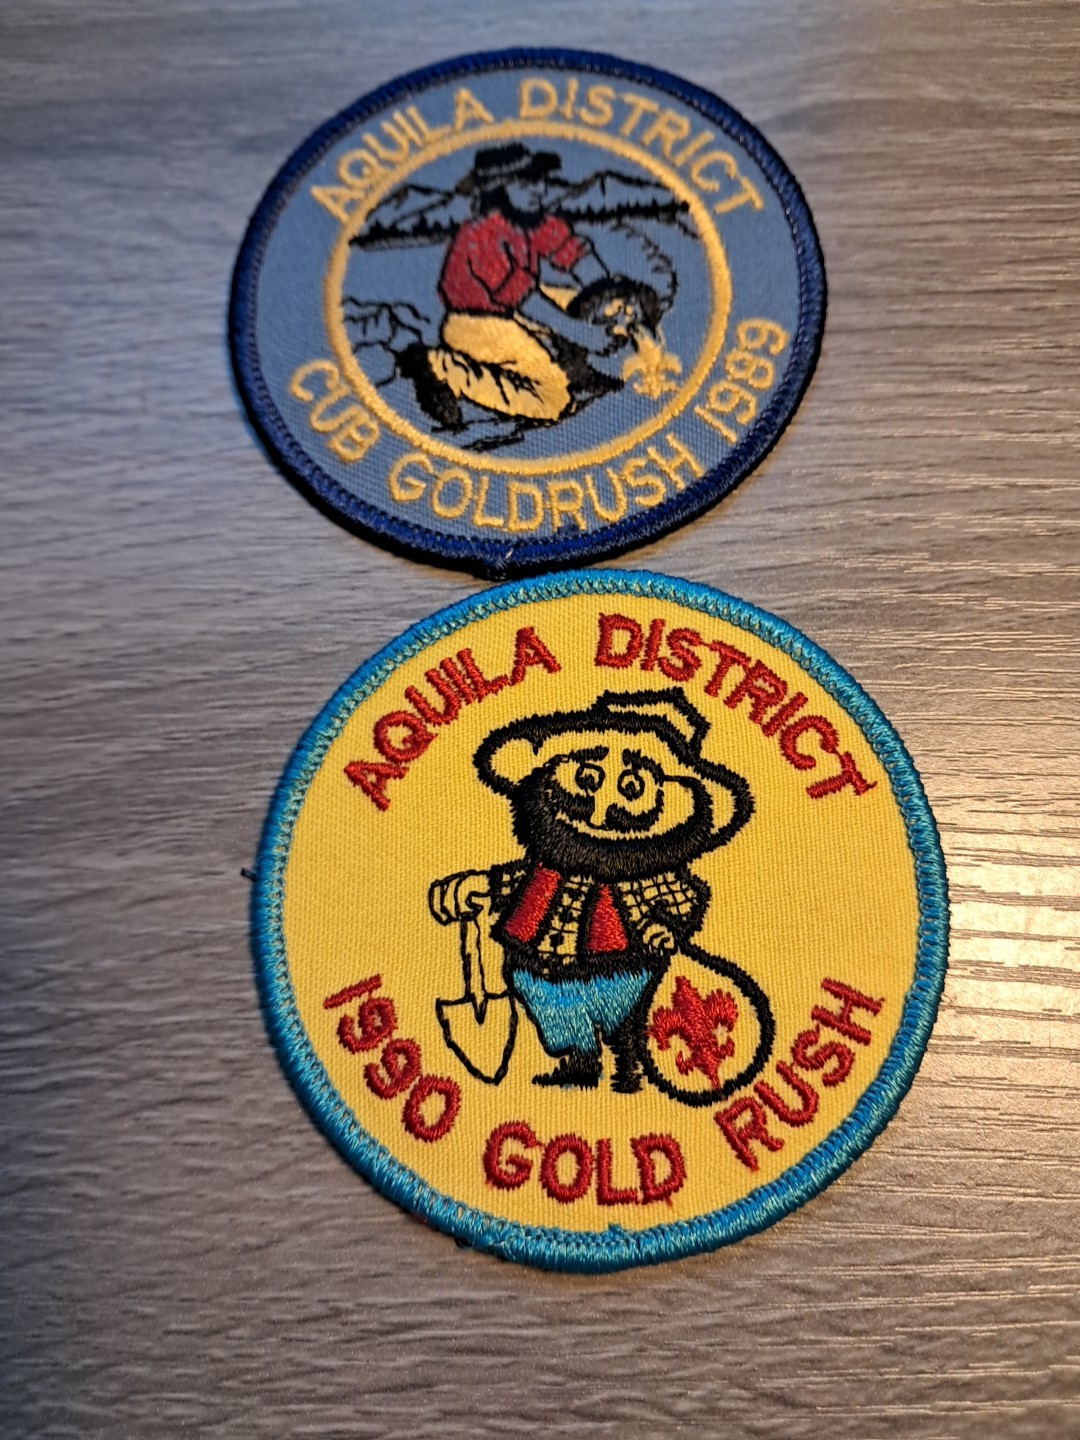 AQUILA DISTRICT
CUB GOLDRUSH 1989
AQUILA DISTRICT
1990 GOLD RUSH